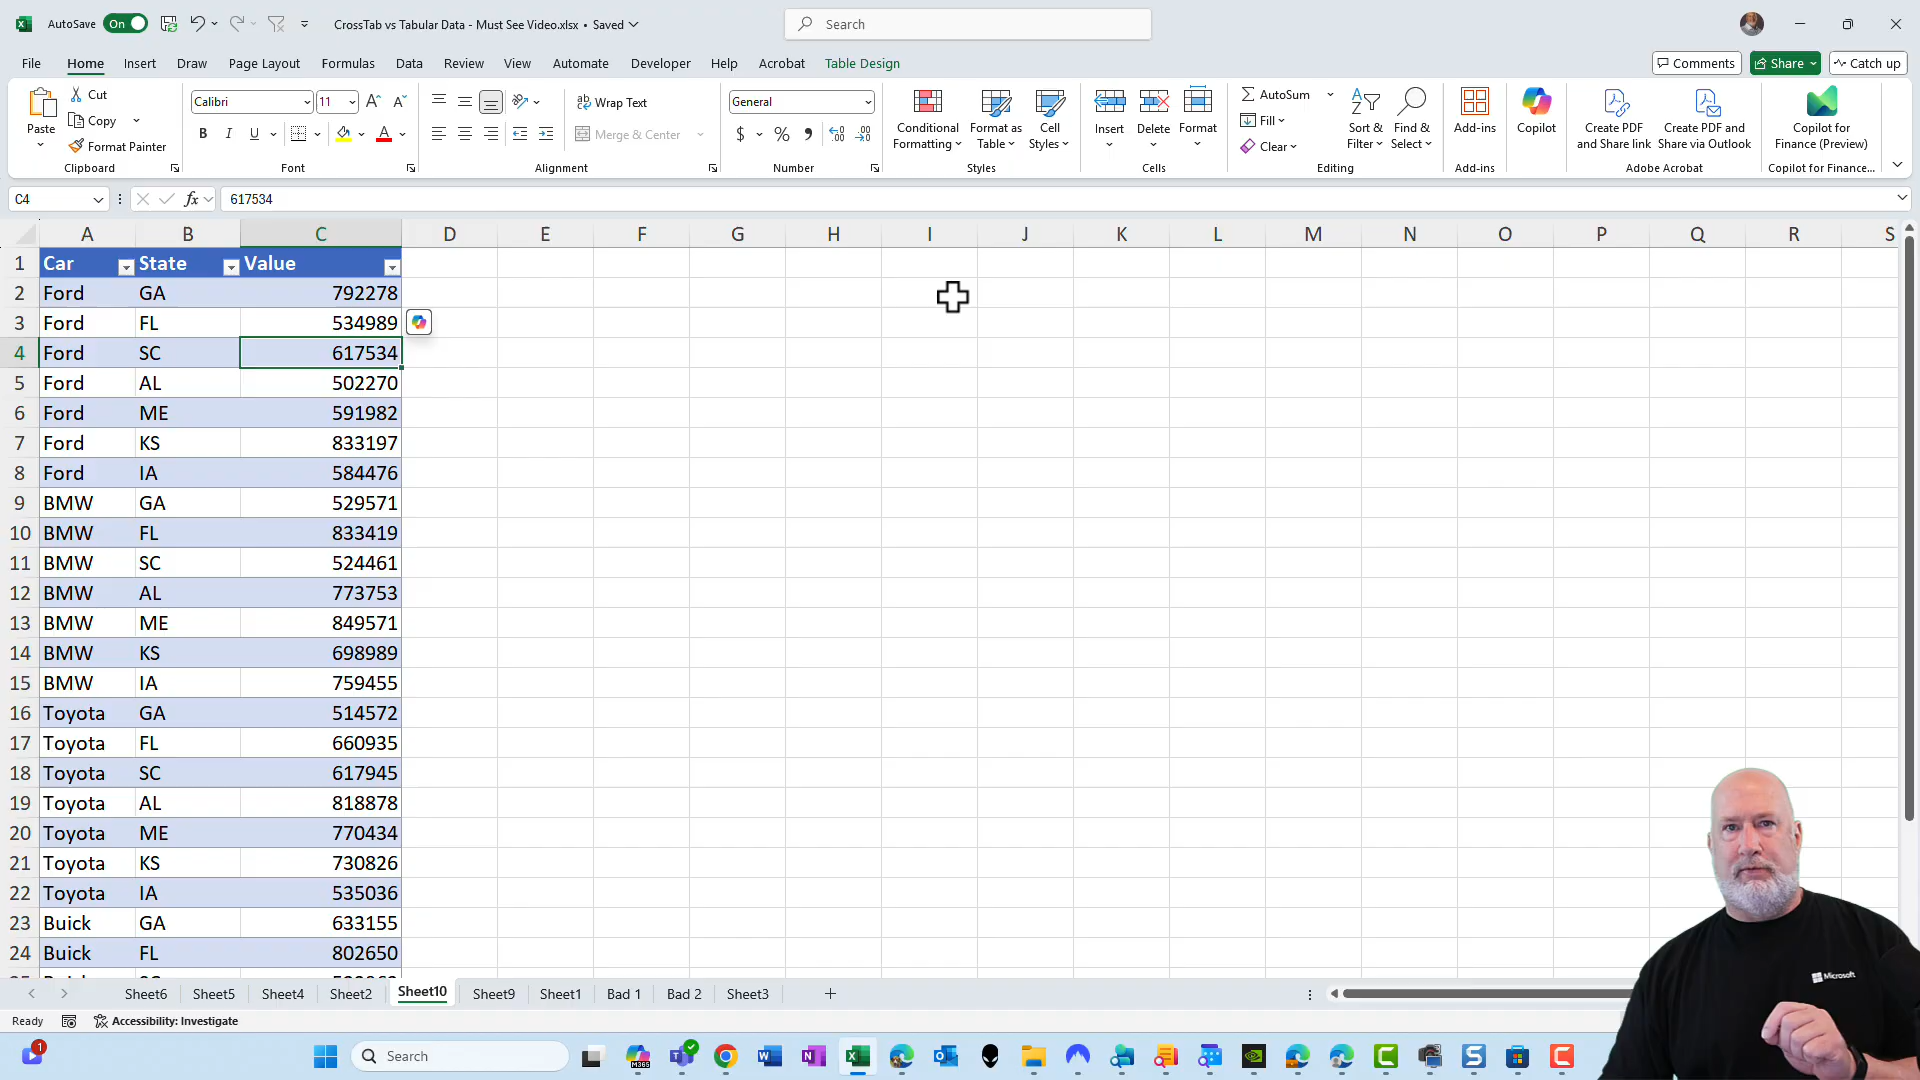 AutoSave On CrossTab vs Tabular Data - Must See Video.xlsx • Saved Search
File Home Insert Draw Page Layout Formulas Data Review View Automate Developer Help Acrobat Table Design Comments Share Catch up
Paste Cut Copy Format Painter Clipboard
Calibri 11 B I U A Font
Wrap Text Merge & Center Alignment
General $ % Number
Conditional Formatting Format as Table Cell Styles Styles
Insert Delete Format Cells
AutoSum Fill Clear Sort & Filter Find & Select Editing
Add-ins Add-ins
Copilot
Create PDF and Share link Create PDF and Share via Outlook Adobe Acrobat
Copilot for Finance (Preview) Copilot for Finance...
C4 fx 617534
A B C D E F G H I J K L M N O P Q R S
1 Car State Value
2 Ford GA 792278
3 Ford FL 534989
4 Ford SC 617534
5 Ford AL 502270
6 Ford ME 591982
7 Ford KS 833197
8 Ford IA 584476
9 BMW GA 529571
10 BMW FL 833419
11 BMW SC 524461
12 BMW AL 773753
13 BMW ME 849571
14 BMW KS 698989
15 BMW IA 759455
16 Toyota GA 514572
17 Toyota FL 660935
18 Toyota SC 617945
19 Toyota AL 818878
20 Toyota ME 770434
21 Toyota KS 730826
22 Toyota IA 535036
23 Buick GA 633155
24 Buick FL 802650
Microsoft
Sheet6 Sheet5 Sheet4 Sheet2 Sheet10 Sheet9 Sheet1 Bad 1 Bad 2 Sheet3
Ready Accessibility: Investigate
1 Search M365